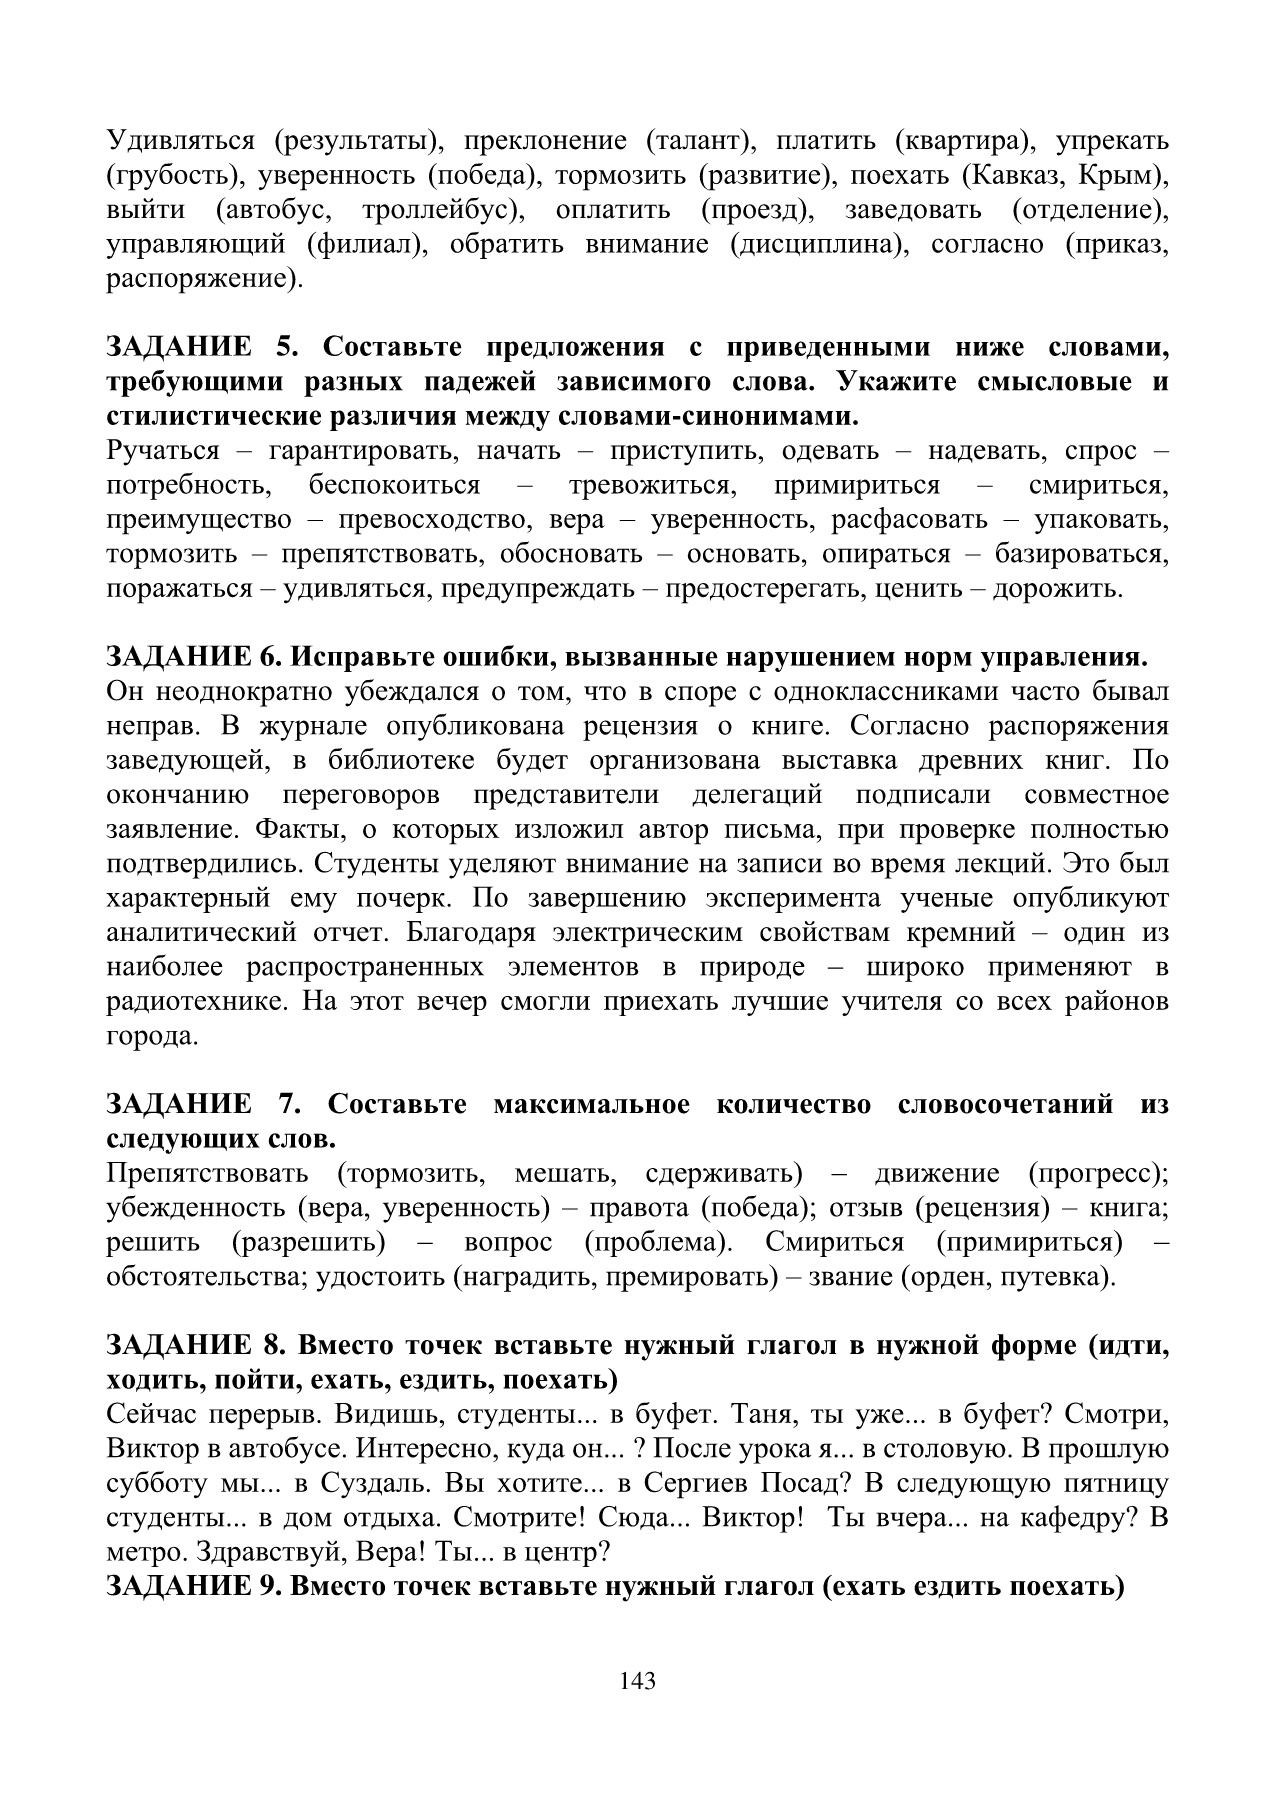 Удивляться (результаты), преклонение (талант), платить (квартира), упрекать
(грубость), уверенность (победа), тормозить (развитие), поехать (Кавказ, Крым),
выйти (автобус, троллейбус), оплатить (проезд), заведовать (отделение),
управляющий (филиал), обратить внимание (дисциплина), согласно (приказ,
распоряжение).
ЗАДАНИЕ 5. Составьте предложения с приведенными ниже словами,
требующими разных падежей зависимого слова. Укажите смысловые и
стилистические различия между словами-синонимами.
Ручаться – гарантировать, начать – приступить, одевать – надевать, спрос –
потребность, беспокоиться – тревожиться, примириться – смириться,
преимущество – превосходство, вера – уверенность, расфасовать – упаковать,
тормозить – препятствовать, обосновать – основать, опираться – базироваться,
поражаться – удивляться, предупреждать – предостерегать, ценить – дорожить.
ЗАДАНИЕ 6. Исправьте ошибки, вызванные нарушением норм управления.
Он неоднократно убеждался о том, что в споре с одноклассниками часто бывал
неправ. В журнале опубликована рецензия о книге. Согласно распоряжения
заведующей, в библиотеке будет организована выставка древних книг. По
окончанию переговоров представители делегаций подписали совместное
заявление. Факты, о которых изложил автор письма, при проверке полностью
подтвердились. Студенты уделяют внимание на записи во время лекций. Это был
характерный ему почерк. По завершению эксперимента ученые опубликуют
аналитический отчет. Благодаря электрическим свойствам кремний – один из
наиболее распространенных элементов в природе – широко применяют в
радиотехнике. На этот вечер смогли приехать лучшие учителя со всех районов
города.
ЗАДАНИЕ 7. Составьте максимальное количество словосочетаний из
следующих слов.
Препятствовать (тормозить, мешать, сдерживать) – движение (прогресс);
убежденность (вера, уверенность) – правота (победа); отзыв (рецензия) – книга;
решить (разрешить) – вопрос (проблема). Смириться (примириться) –
обстоятельства; удостоить (наградить, премировать) – звание (орден, путевка).
ЗАДАНИЕ 8. Вместо точек вставьте нужный глагол в нужной форме (идти,
ходить, пойти, ехать, ездить, поехать)
Сейчас перерыв. Видишь, студенты... в буфет. Таня, ты уже... в буфет? Смотри,
Виктор в автобусе. Интересно, куда он... ? После урока я... в столовую. В прошлую
субботу мы... в Суздаль. Вы хотите... в Сергиев Посад? В следующую пятницу
студенты... в дом отдыха. Смотрите! Сюда... Виктор! Ты вчера... на кафедру? В
метро. Здравствуй, Вера! Ты... в центр?
ЗАДАНИЕ 9. Вместо точек вставьте нужный глагол (ехать ездить поехать)
143